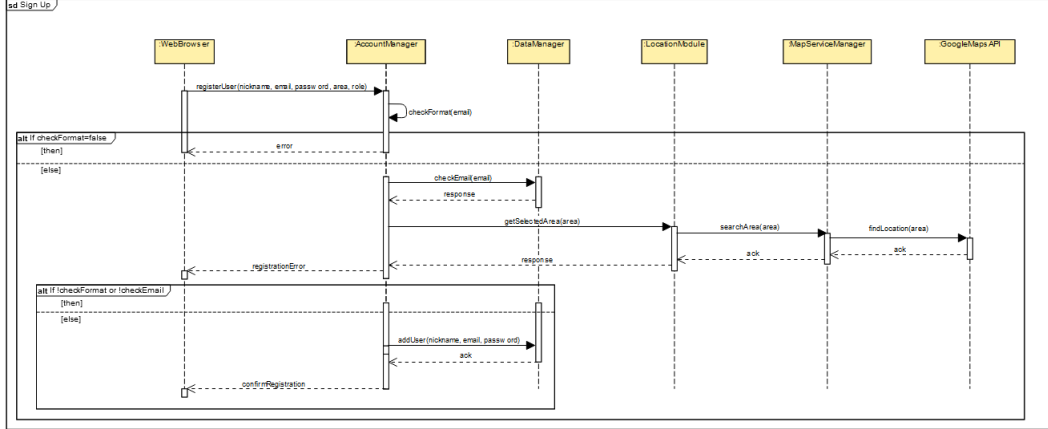 sd Sign Up
:WebBrowser :AccountManager :DataManager :LocationModule :MapServiceManager :GoogleMaps API
registerUser(nickname, email, password, area, role)
checkFormat(email)
alt If checkFormat=false
[then]
error
[else]
checkEmail(email)
response
getSelectedArea(area)
searchArea(area)
findLocation(area)
ack
ack
response
registrationError
alt If !checkFormat or !checkEmail
[then]
[else]
addUser(nickname, email, password)
ack
confirmRegistration